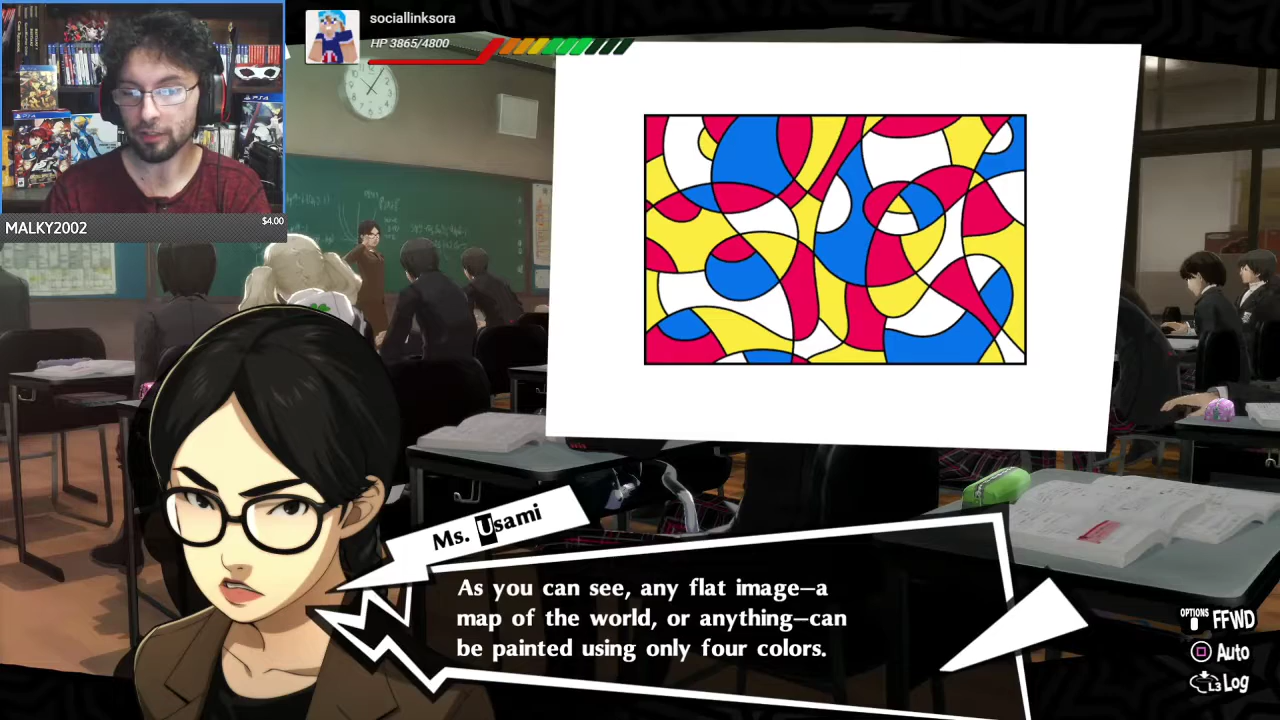 sociallinksora
HP 3865/4800
MALKY2002
$4.00
Ms. Usami
As you can see, any flat image—a
map of the world, or anything—can
be painted using only four colors.
OPTIONS FFWD
Auto
L3 Log